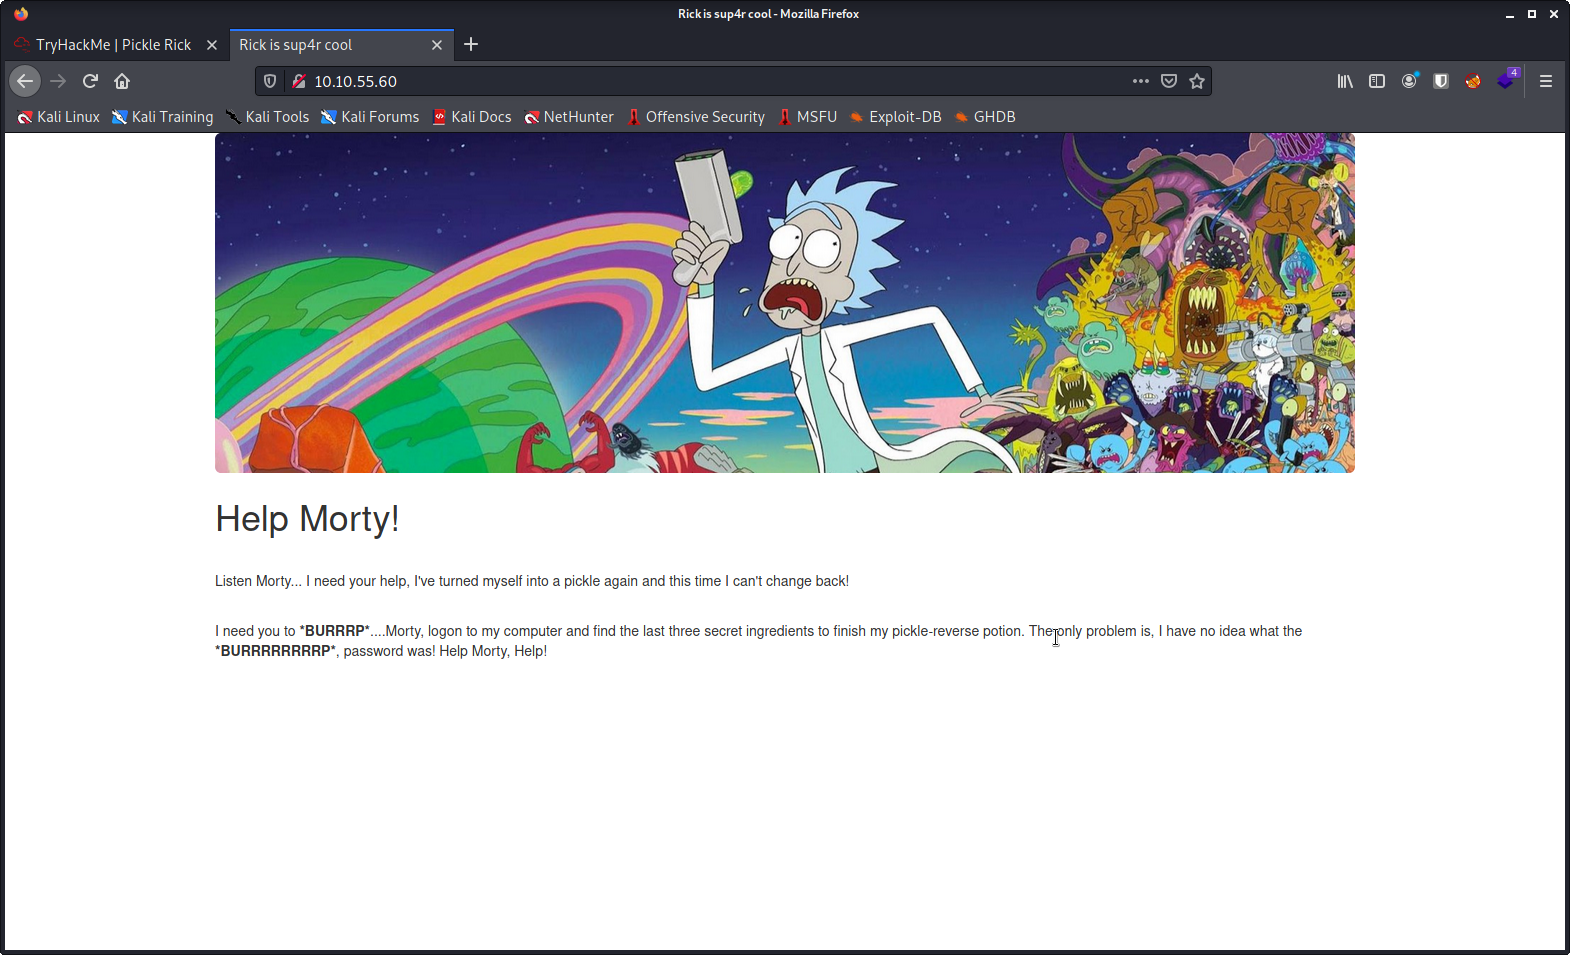 Rick is sup4r cool - Mozilla Firefox
TryHackMe | Pickle Rick
Rick is sup4r cool
10.10.55.60
4
Kali Linux Kali Training Kali Tools Kali Forums Kali Docs NetHunter Offensive Security MSFU Exploit-DB GHDB
Help Morty!
Listen Morty... I need your help, I've turned myself into a pickle again and this time I can't change back!
I need you to *BURRRP*....Morty, logon to my computer and find the last three secret ingredients to finish my pickle-reverse potion. The only problem is, I have no idea what the
*BURRRRRRRRP*, password was! Help Morty, Help!